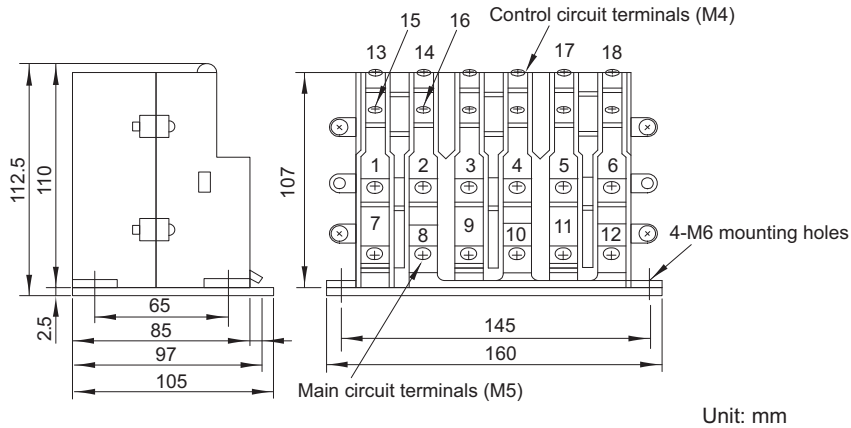 15 16 Control circuit terminals (M4)
13 14 17 18
112.5 110 107
1 2 3 4 5 6
7 8 9 10 11 12
4-M6 mounting holes
2.5
65
85
97
105
145
160
Main circuit terminals (M5)
Unit: mm